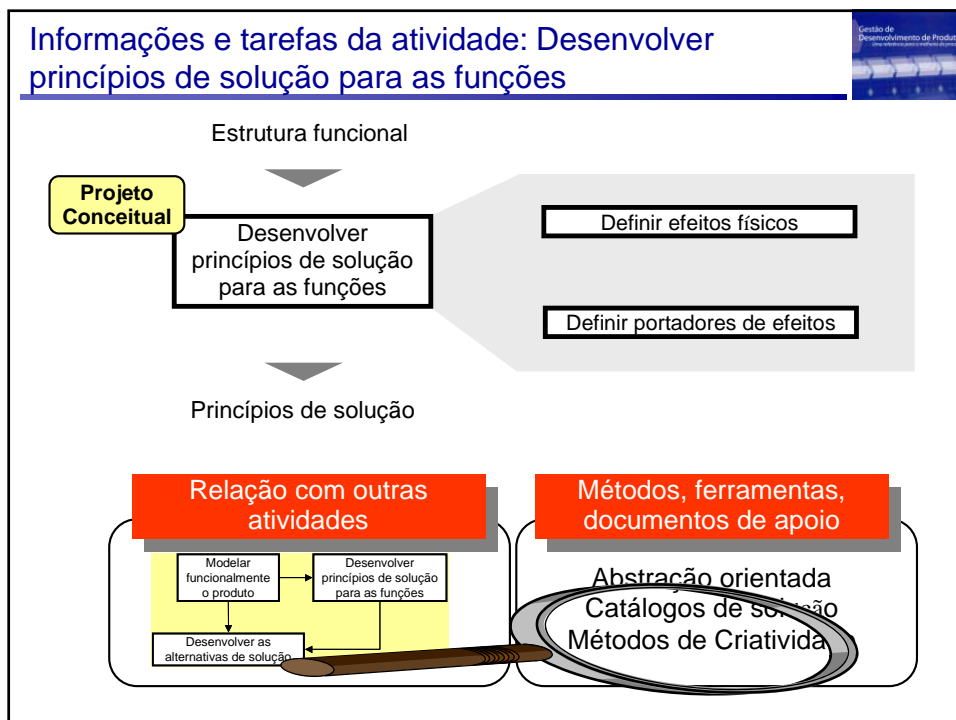 Informações e tarefas da atividade: Desenvolver
princípios de solução para as funções
Gestão de
Desenvolvimento de Produt
Estrutura funcional
Projeto
Conceitual
Desenvolver
princípios de solução
para as funções
Definir efeitos físicos
Definir portadores de efeitos
Princípios de solução
Relação com outras
atividades
Modelar
funcionalmente
o produto
Desenvolver
princípios de solução
para as funções
Desenvolver as
alternativas de solução
Métodos, ferramentas,
documentos de apoio
Abstração orientada
Catálogos de solução
Métodos de Criativida